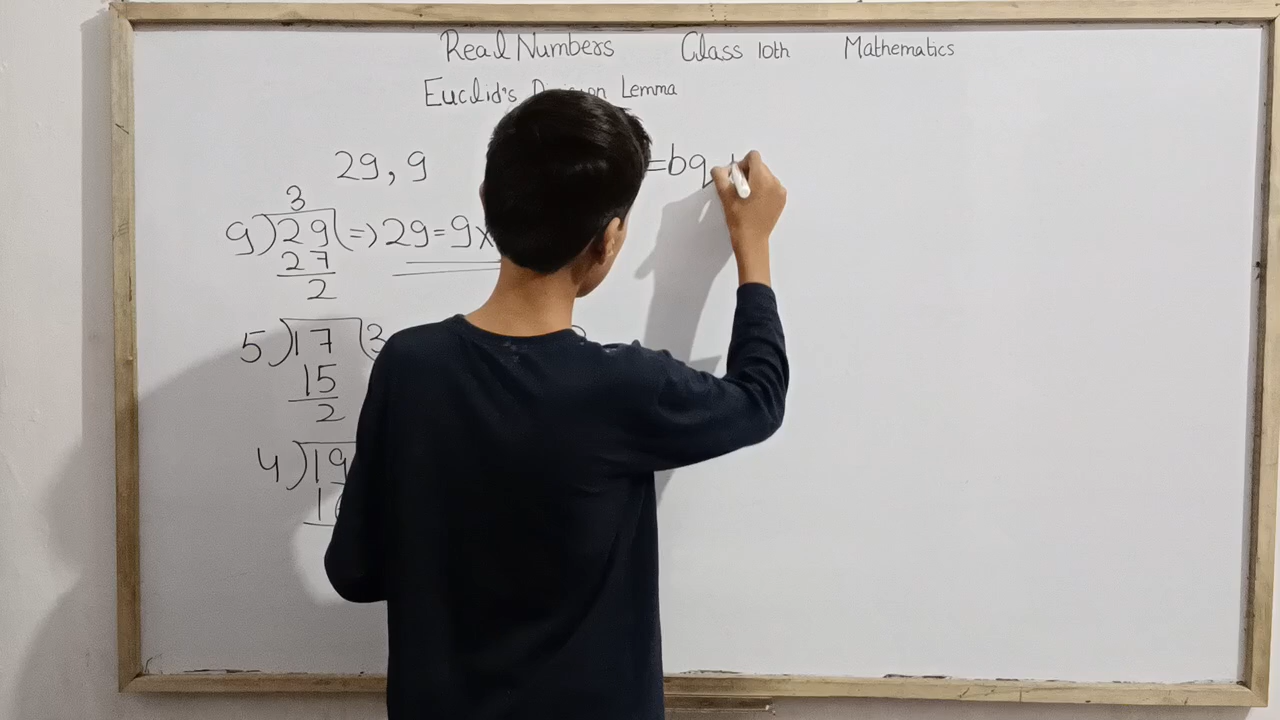 Real Numbers Class 10th Mathematics
Euclid's Lemma
29, 9 =bq
3
9)29(=>29=9x
27
2
5)17(3
15
2
4)19